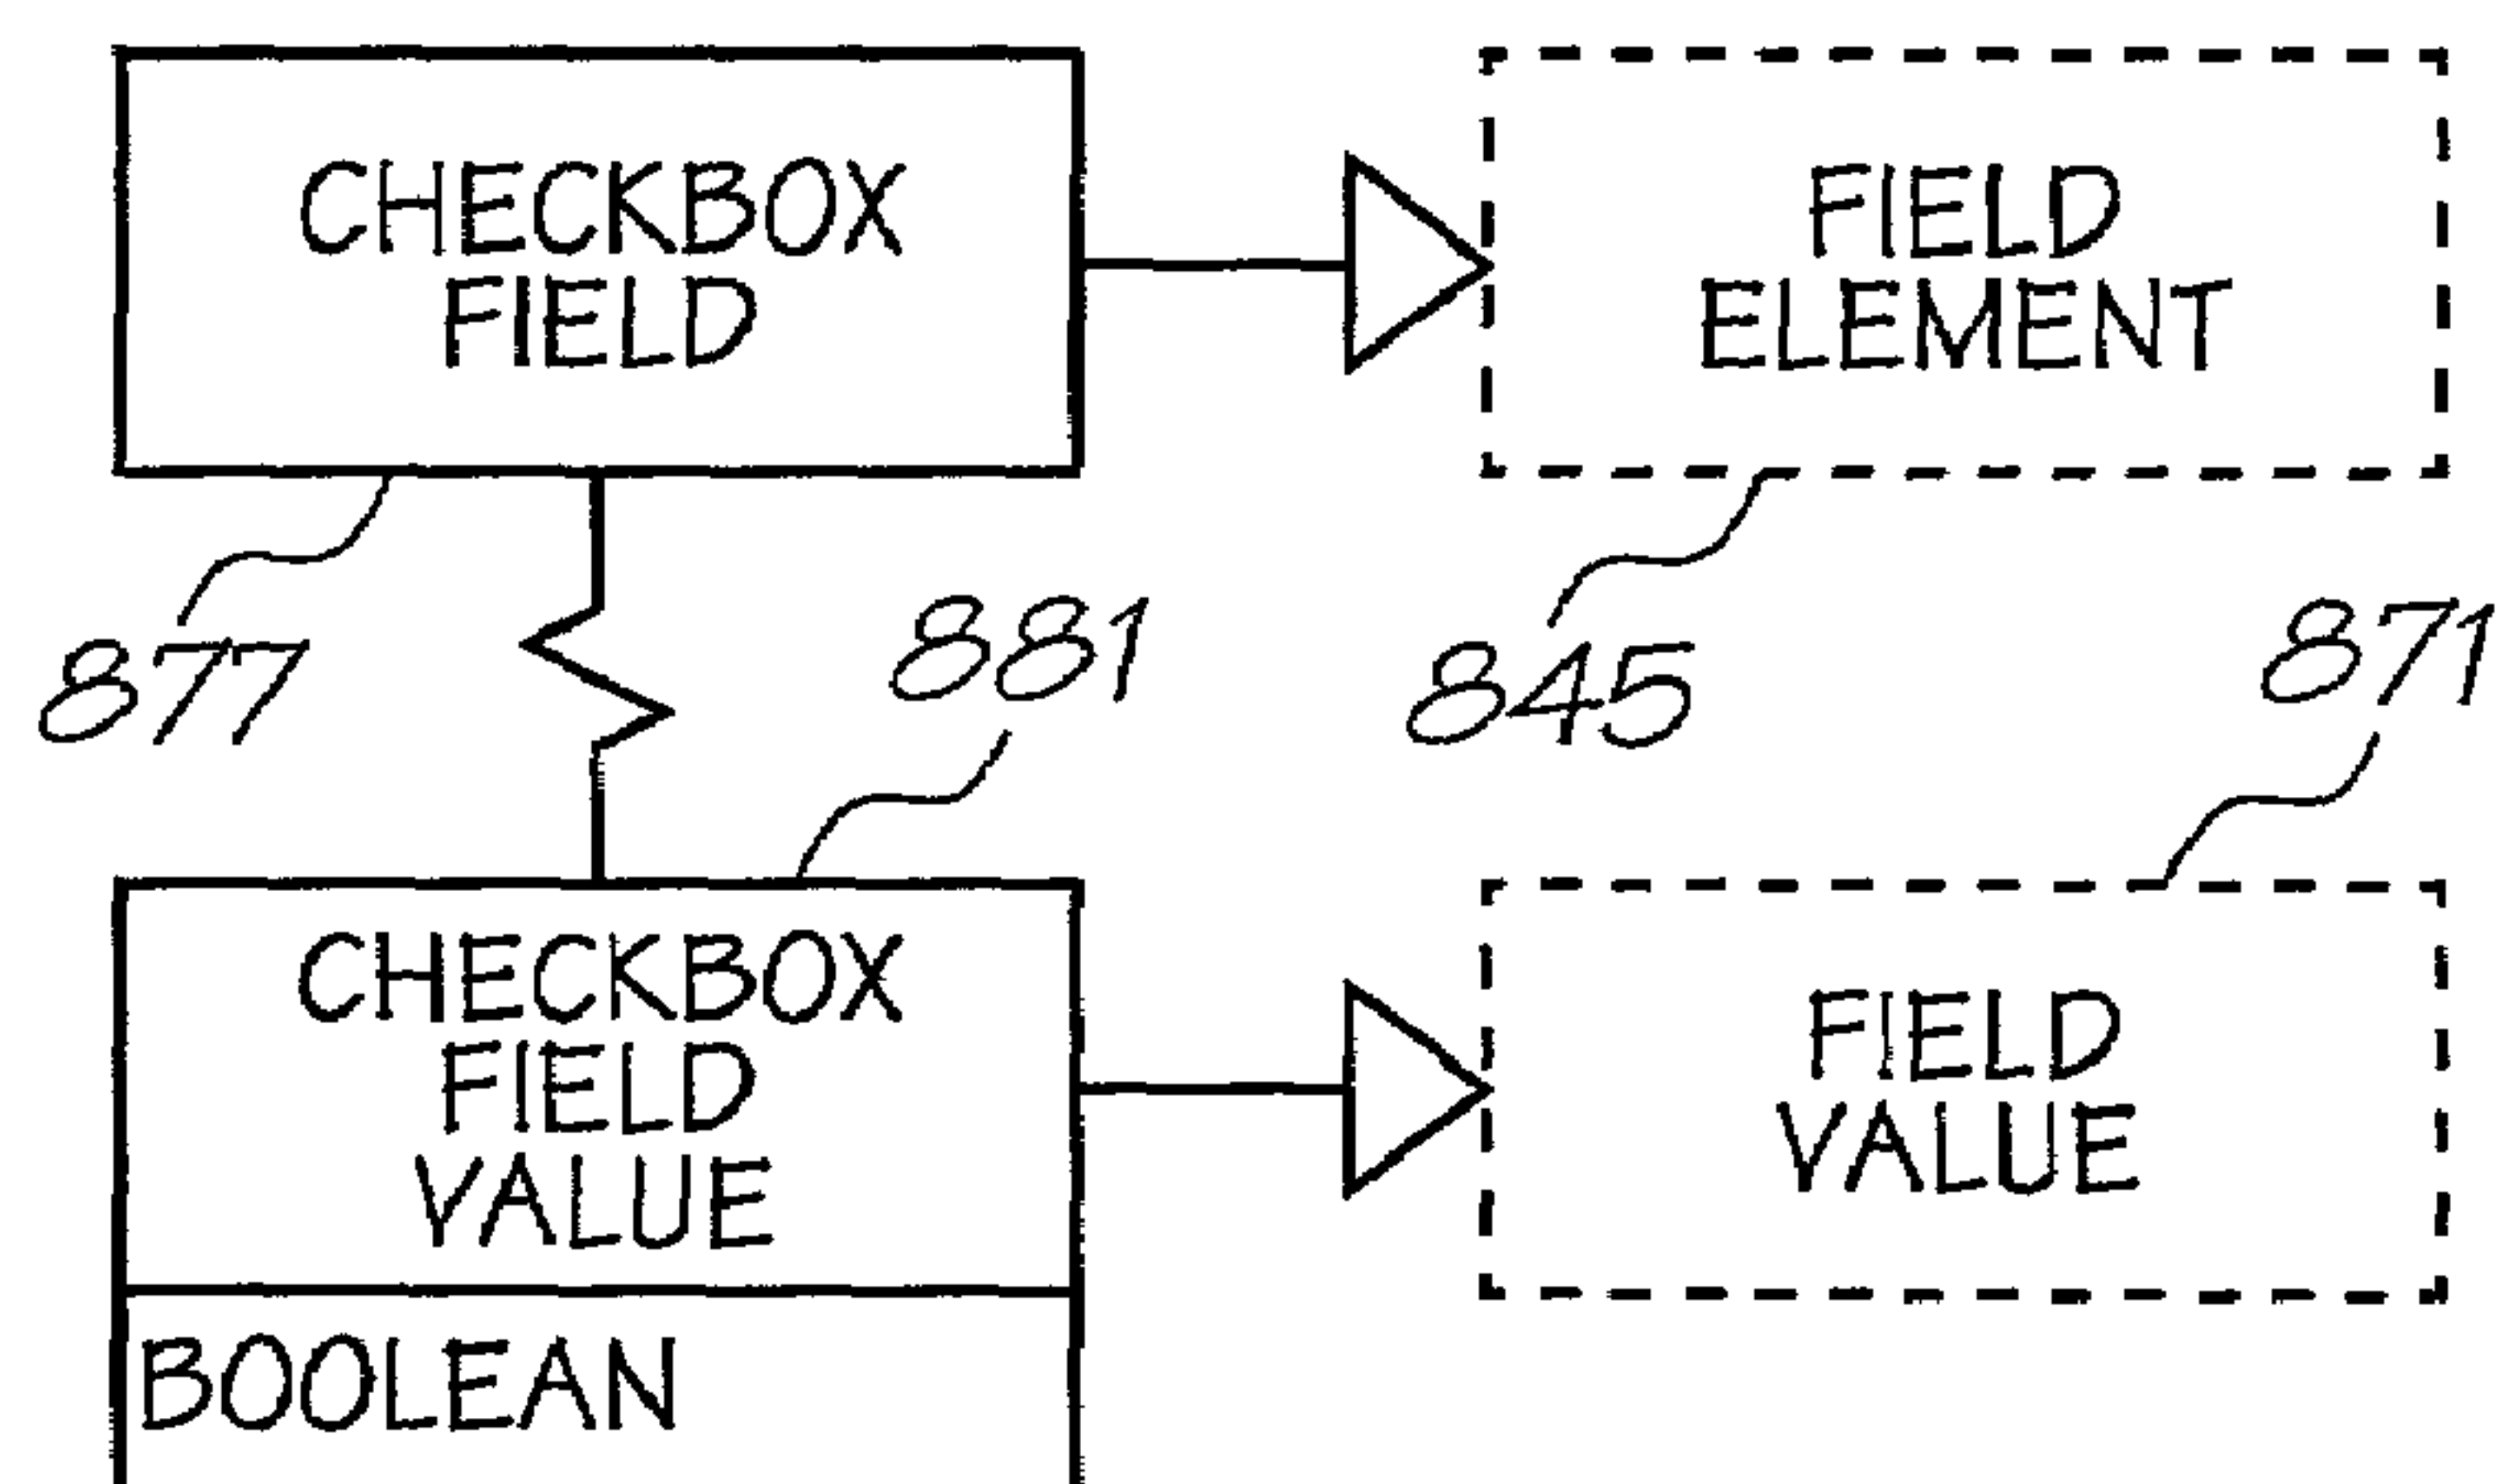 CHECKBOX
FIELD
FIELD
ELEMENT
877
881
845
871
CHECKBOX
FIELD
VALUE
FIELD
VALUE
BOOLEAN